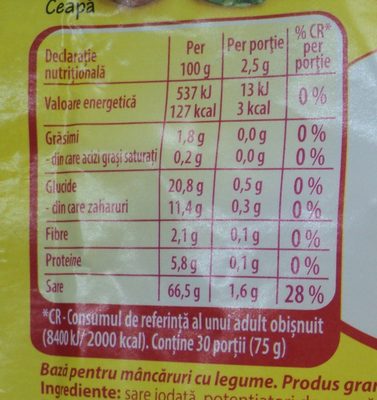 Ceapă
Declarație nutrițională Per 100 g Per porție 2,5 g % CR* per porție
Valoare energetică 537 kJ 127 kcal 13 kJ 3 kcal 0 %
Grăsimi 1,8 g 0,0 g 0 %
- din care acizi grași saturați 0,2 g 0,0 g 0 %
Glucide 20,8 g 0,5 g 0 %
- din care zaharuri 11,4 g 0,3 g 0 %
Fibre 2,1 g 0,1 g 0 %
Proteine 5,8 g 0,1 g 0 %
Sare 66,5 g 1,6 g 28 %
*CR-Consumul de referință al unui adult obișnuit
(8400 kJ/ 2000 kcal). Conține 30 porții (75 g)
Bază pentru mâncăruri cu legume. Produs gran
Ingrediente: sare iodată, potențiatori de